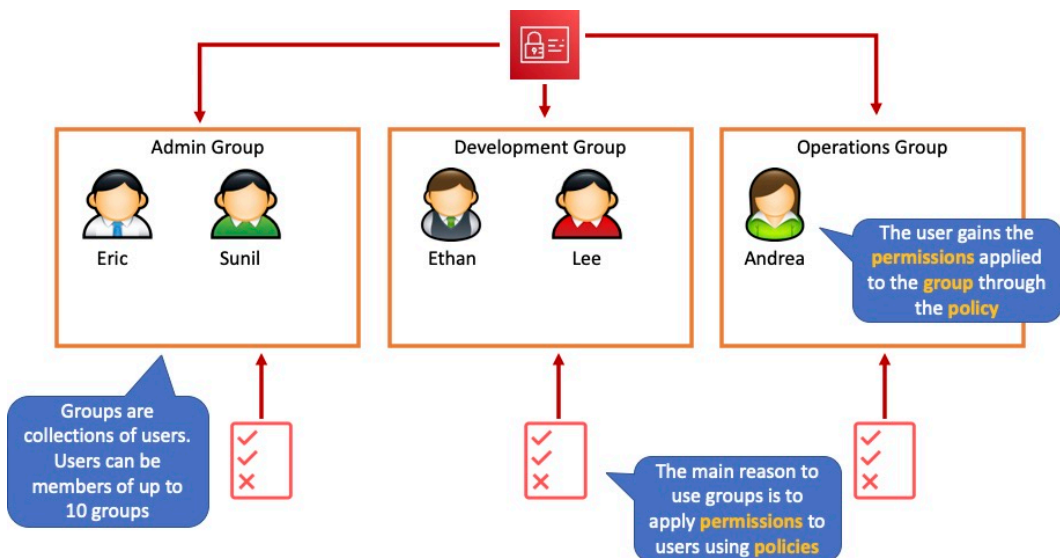 Admin Group
Eric
Sunil
Development Group
Ethan
Lee
Operations Group
Andrea
The user gains the
permissions applied
to the group through
the policy
Groups are
collections of users.
Users can be
members of up to
10 groups
The main reason to
use groups is to
apply permissions to
users using policies